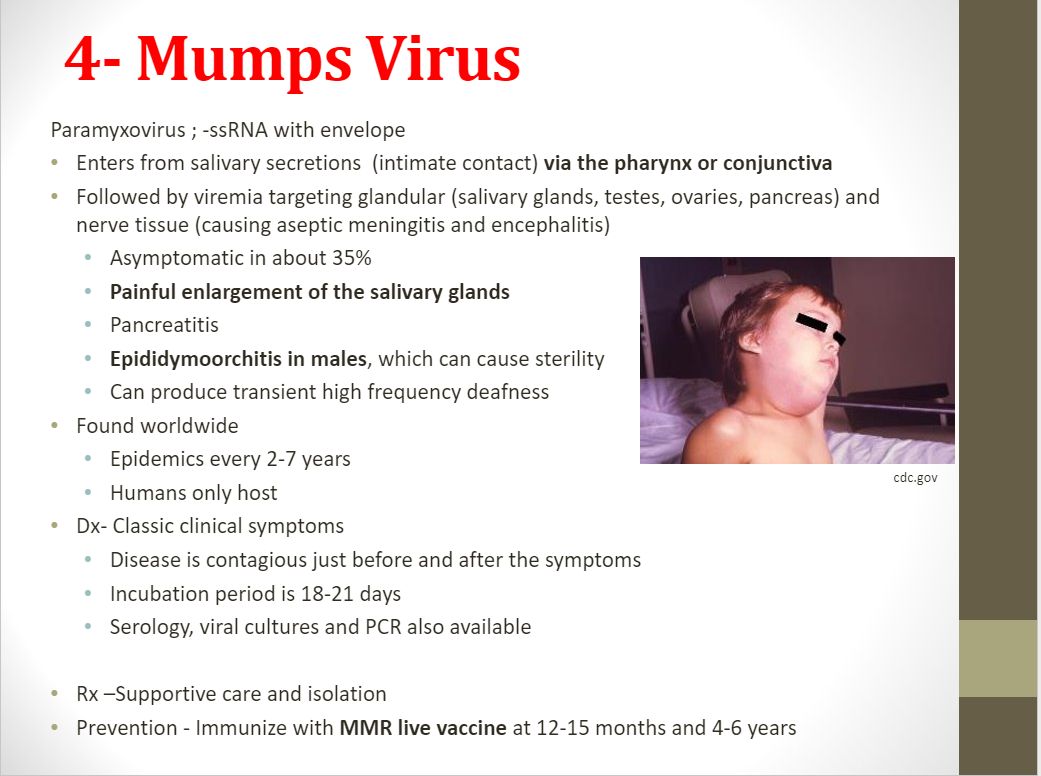 4- Mumps Virus
Paramyxovirus ; -ssRNA with envelope
• Enters from salivary secretions  (intimate contact) via the pharynx or conjunctiva
• Followed by viremia targeting glandular (salivary glands, testes, ovaries, pancreas) and
nerve tissue (causing aseptic meningitis and encephalitis)
• Asymptomatic in about 35%
• Painful enlargement of the salivary glands
• Pancreatitis
• Epididymoorchitis in males, which can cause sterility
• Can produce transient high frequency deafness
• Found worldwide
cdc.gov
• Epidemics every 2-7 years
• Humans only host
• Dx- Classic clinical symptoms
• Disease is contagious just before and after the symptoms
• Incubation period is 18-21 days
• Serology, viral cultures and PCR also available
• Rx –Supportive care and isolation
• Prevention - Immunize with MMR live vaccine at 12-15 months and 4-6 years